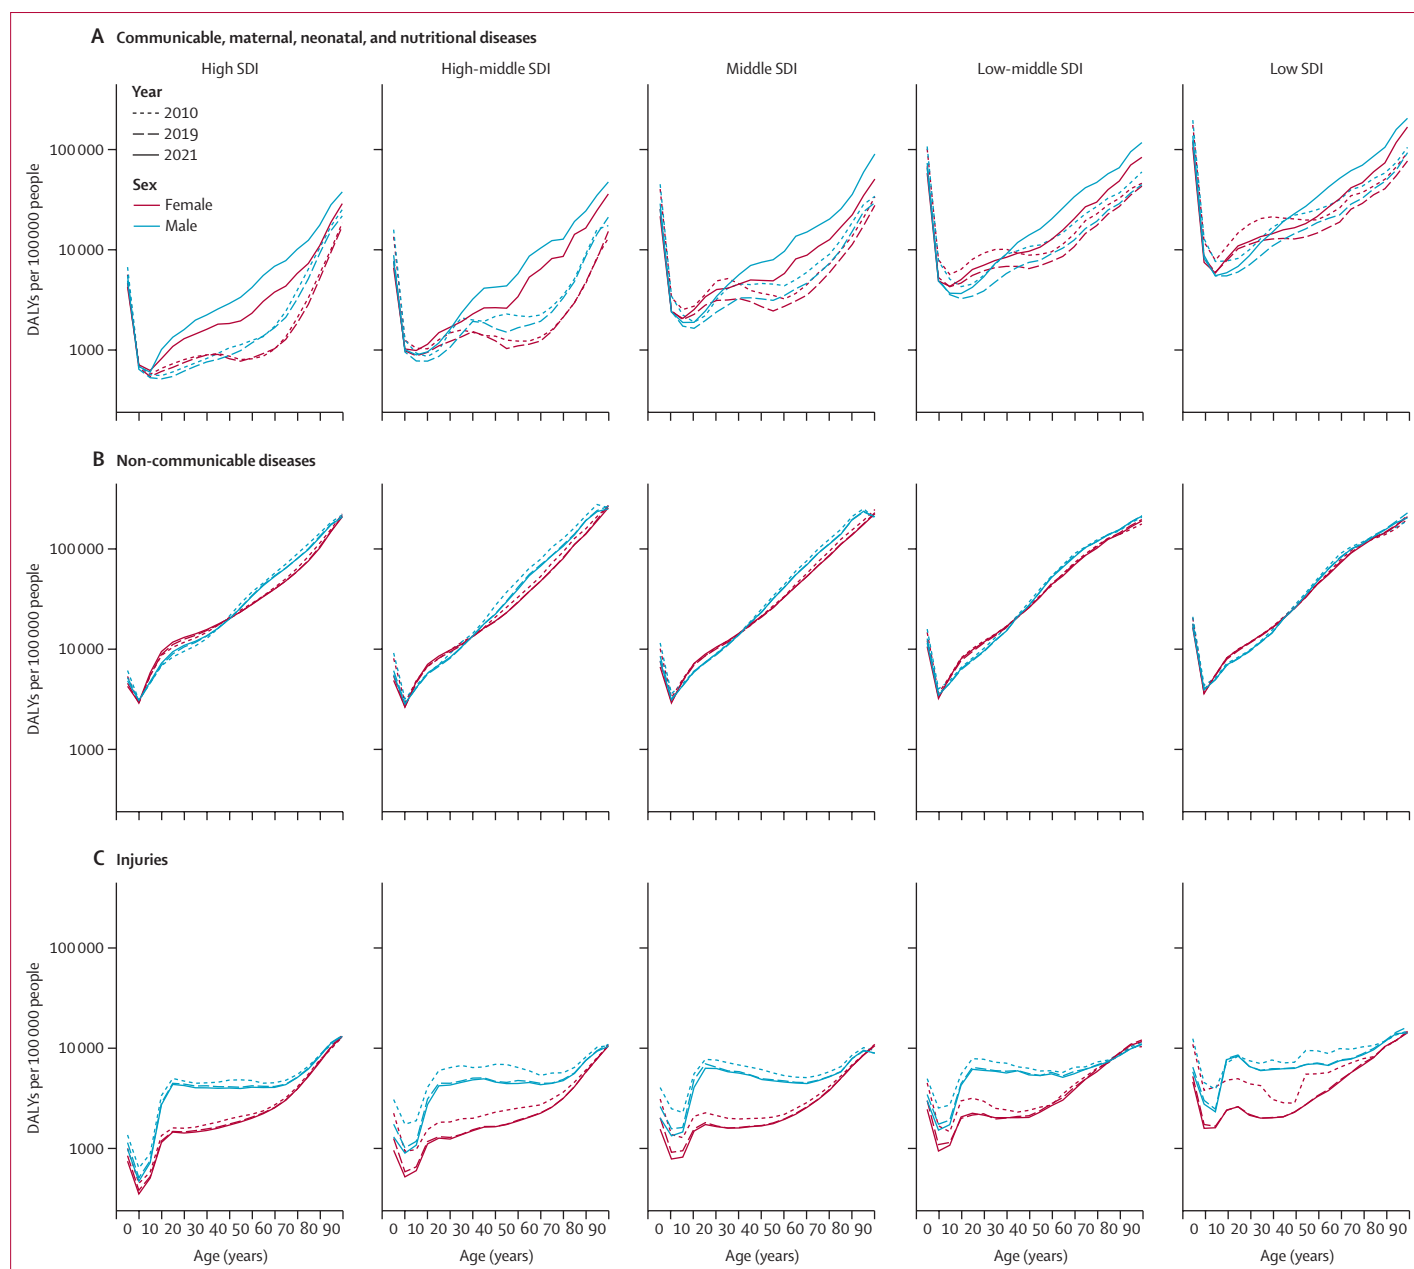 A Communicable, maternal, neonatal, and nutritional diseases
High SDI
High-middle SDI
Middle SDI
Low-middle SDI
Low SDI
Year
2010
2019
2021
Sex
Female
Male
DALYs per 100 000 people
100 000
10 000
1000
B Non-communicable diseases
DALYs per 100 000 people
100 000
10 000
1000
C Injuries
DALYs per 100 000 people
100 000
10 000
1000
0 10 20 30 40 50 60 70 80 90
0 10 20 30 40 50 60 70 80 90
0 10 20 30 40 50 60 70 80 90
0 10 20 30 40 50 60 70 80 90
0 10 20 30 40 50 60 70 80 90
Age (years)
Age (years)
Age (years)
Age (years)
Age (years)